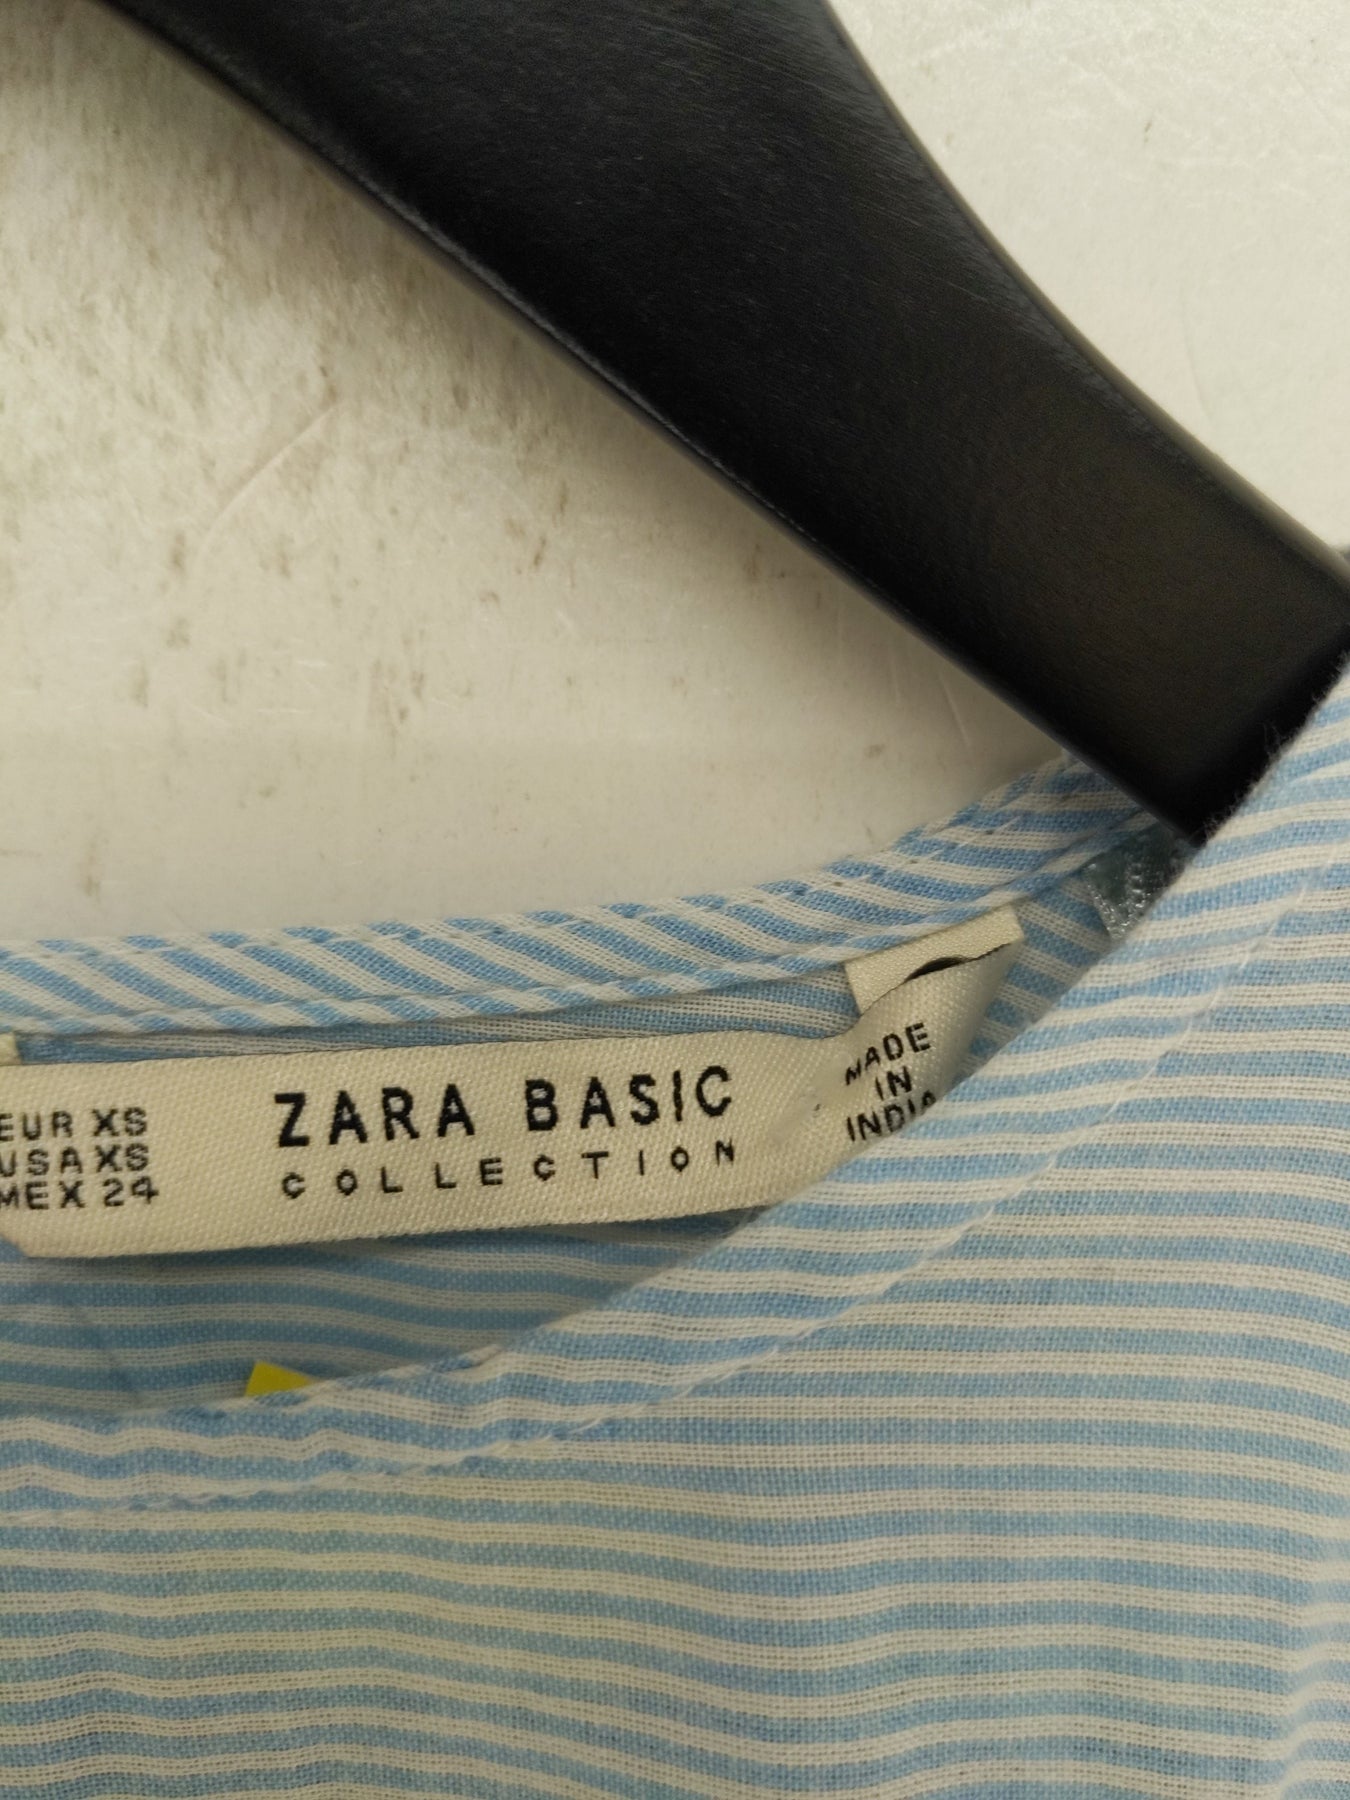 EUR XS
USA XS
MEX 24
ZARA BASIC
COLLECTION
MADE
IN
INDIA